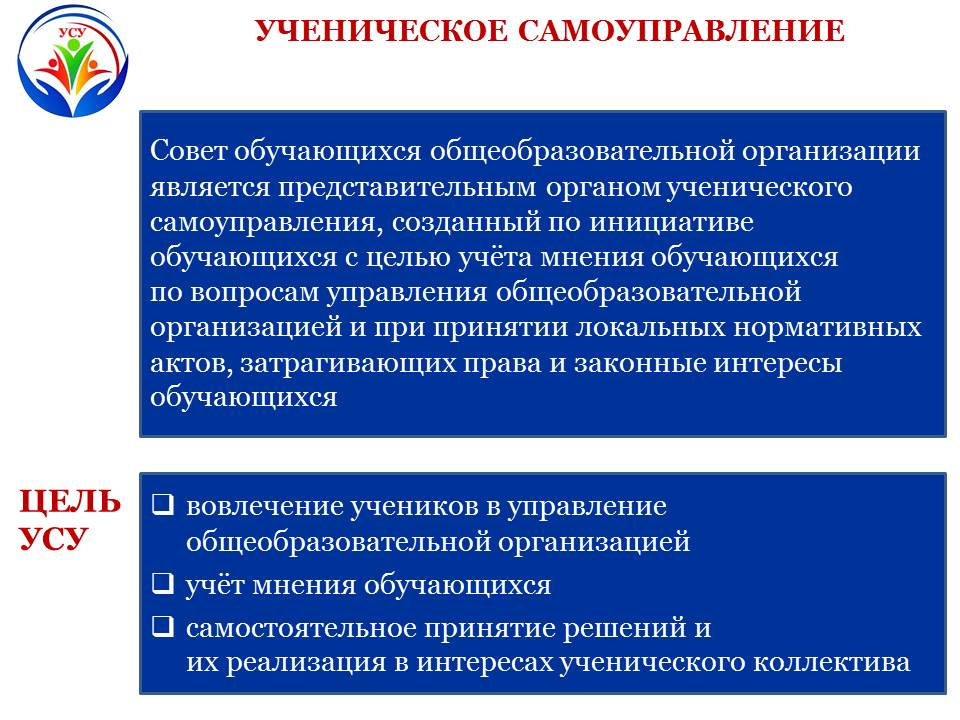 УСУ
УЧЕНИЧЕСКОЕ САМОУПРАВЛЕНИЕ
Совет обучающихся общеобразовательной организации
является представительным органом ученического
самоуправления, созданный по инициативе
обучающихся с целью учёта мнения обучающихся
по вопросам управления общеобразовательной
организацией и при принятии локальных нормативных
актов, затрагивающих права и законные интересы
обучающихся
ЦЕЛЬ
УСУ
вовлечение учеников в управление
общеобразовательной организацией
учёт мнения обучающихся
самостоятельное принятие решений и
их реализация в интересах ученического коллектива